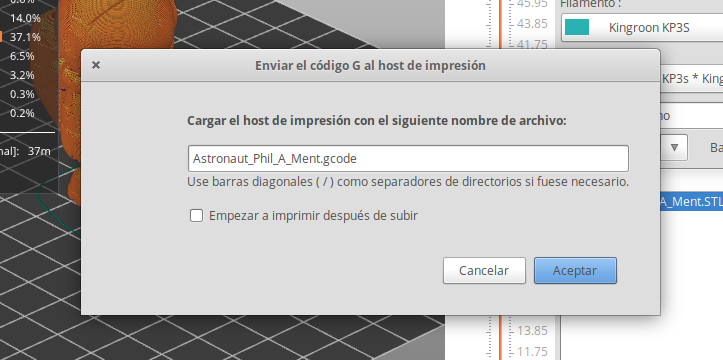 14.0%
37.1%
6.5%
3.2%
0.3%
0.2%
37m
45.95
43.85
41.75
Filamento :
Kingroon KP3S
Enviar el código G al host de impresión
Cargar el host de impresión con el siguiente nombre de archivo:
Astronaut_Phil_A_Ment.gcode
Use barras diagonales ( / ) como separadores de directorios si fuese necesario.
Empezar a imprimir después de subir
Cancelar
Aceptar
KP3s * King
A_Ment.STL
13.85
11.75